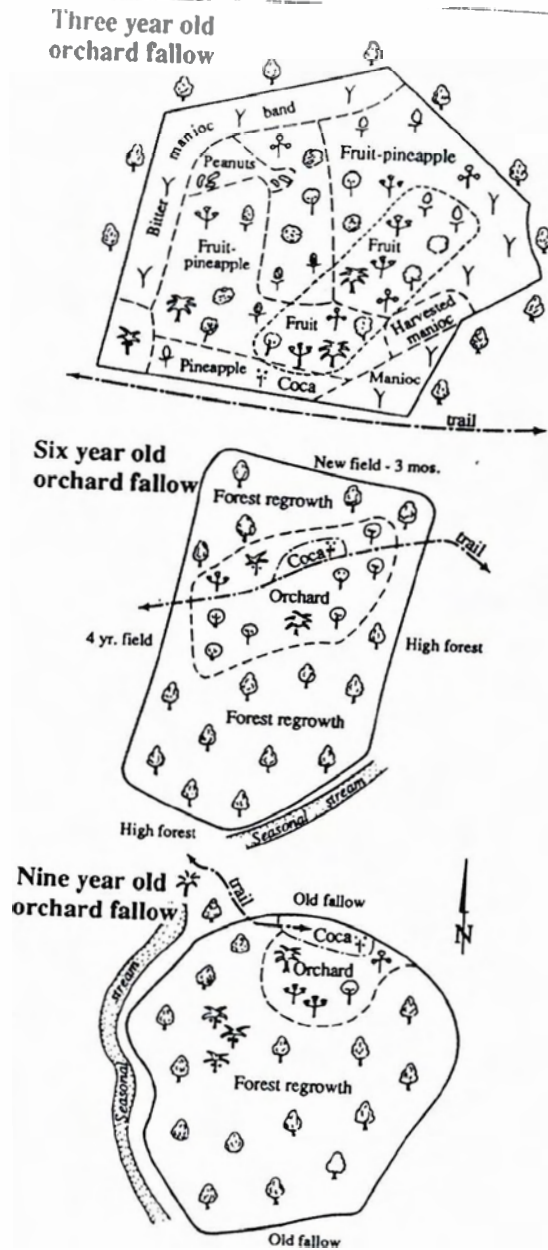 Three year old
orchard fallow
band
manioc
Bitter
Peanuts
Fruit-pineapple
Fruit-
pineapple
Fruit
Fruit
Harvested
manioc
Pineapple
Coca
Manioc
trail
Six year old
orchard fallow
New field - 3 mos.
Forest regrowth
Coca
trail
Orchard
4 yr. field
High forest
Forest regrowth
Seasonal stream
High forest
Nine year old
orchard fallow
trail
Old fallow
Coca
N
Orchard
stream
Seasonal
Forest regrowth
Old fallow